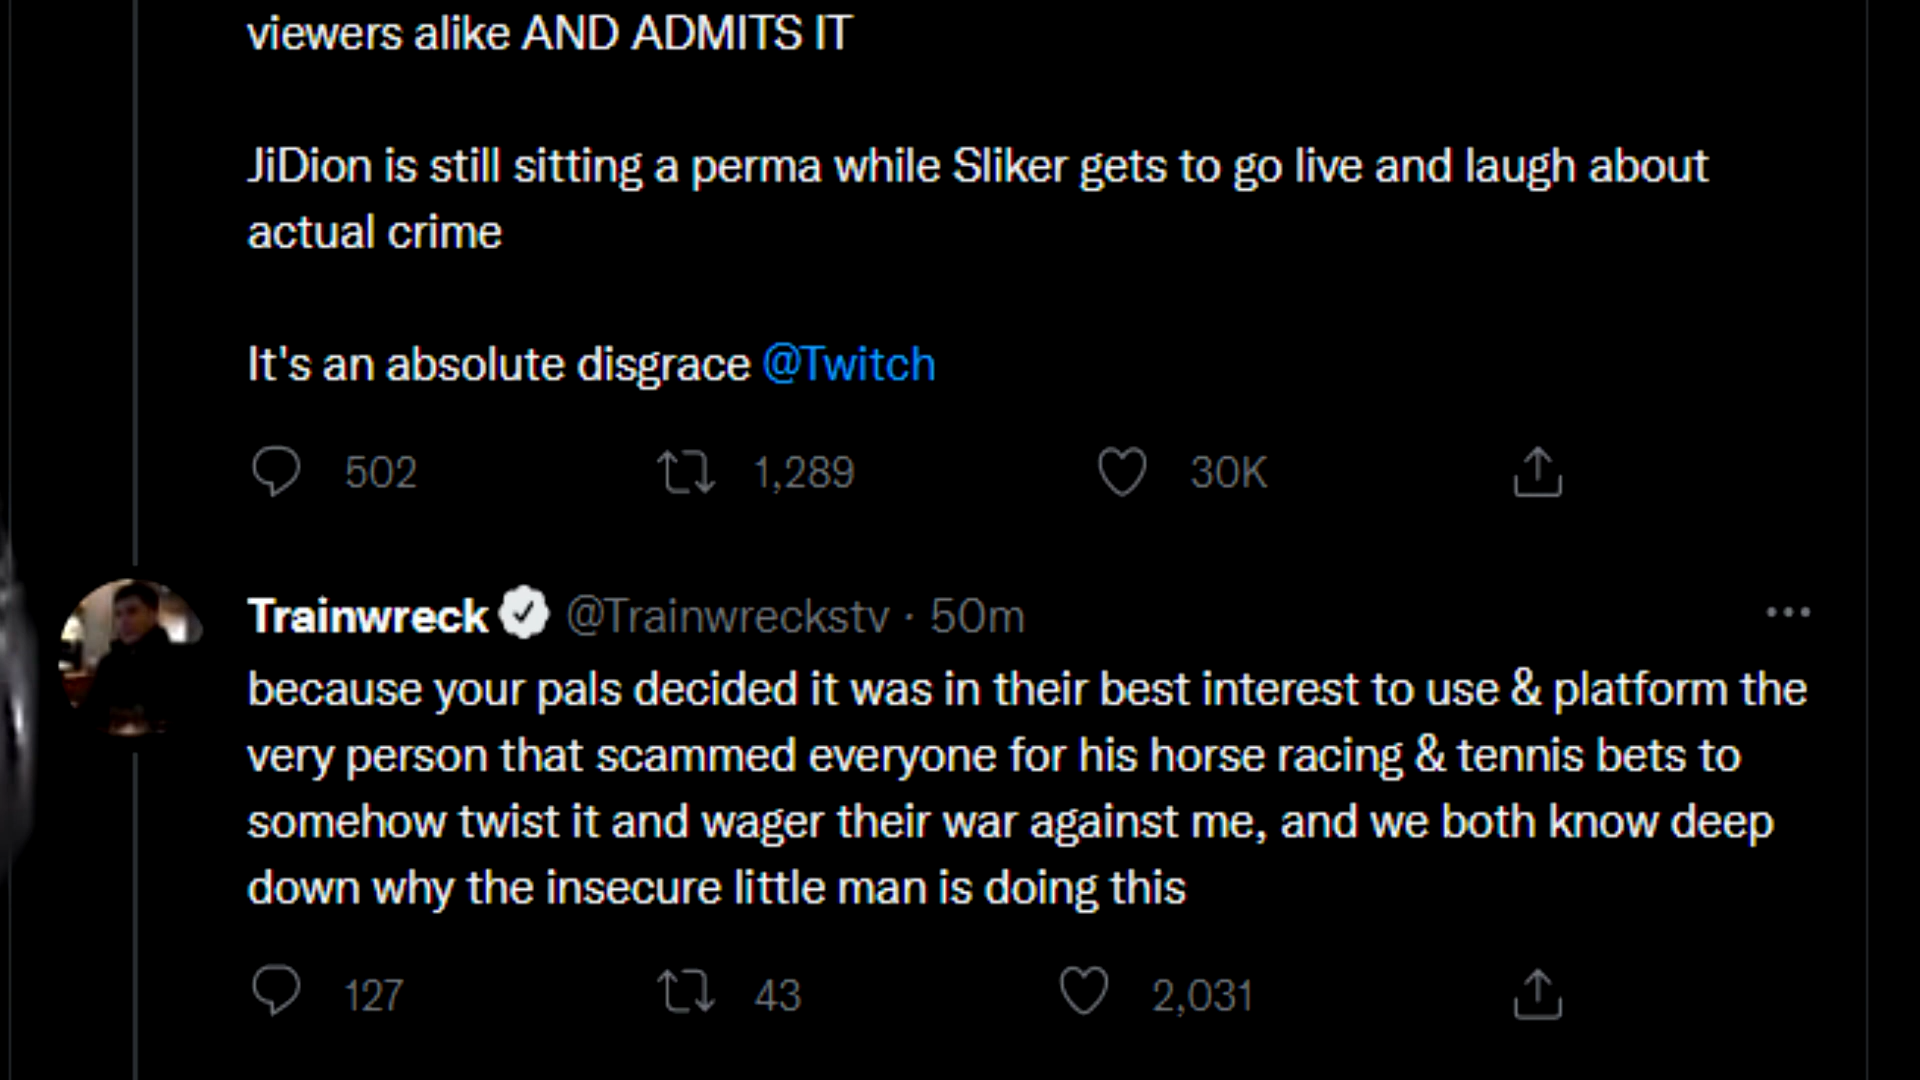 viewers alike AND ADMITS IT
JiDion is still sitting a perma while Sliker gets to go live and laugh about
actual crime
It's an absolute disgrace @Twitch
502 1,289 30K
Trainwreck @Trainwreckstv · 50m
because your pals decided it was in their best interest to use & platform the
very person that scammed everyone for his horse racing & tennis bets to
somehow twist it and wager their war against me, and we both know deep
down why the insecure little man is doing this
127 43 2,031